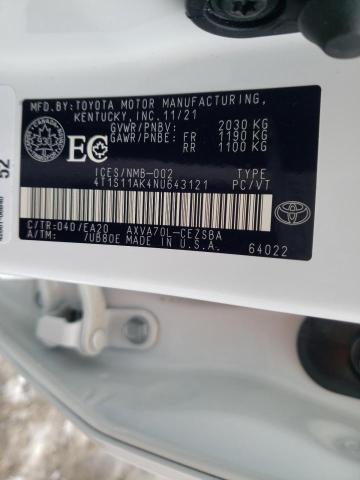 MFD.BY:TOYOTA MOTOR MANUFACTURING,
KENTUCKY, INC. 11/21
GVWR/PNBV: 2030 KG
GAWR/PNBE: FR 1190 KG
RR 1100 KG
EC
ICES/NMB-002 TYPE
4T1S11AK4NU643121 PC/VT
C/TR:040/EA20 AXVA70L-CEZSBA
A/TM: /UB80E MADE IN U.S.A.
64022
52